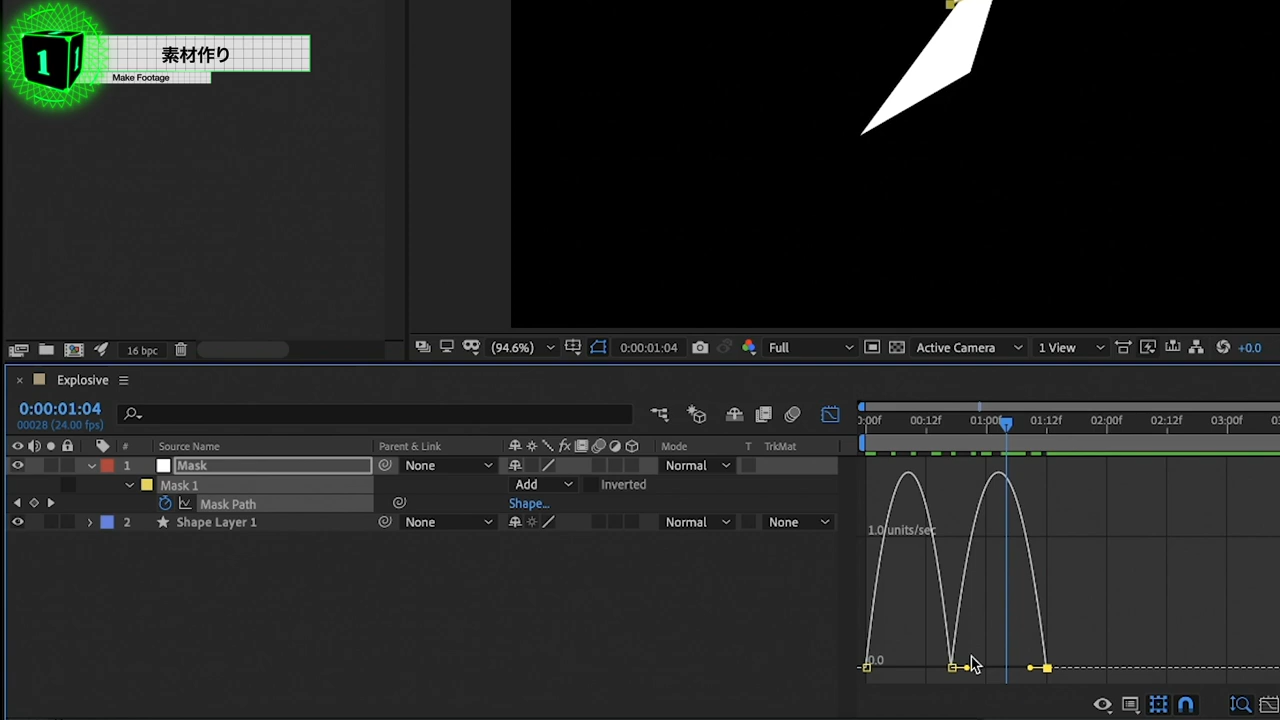 1 1
素材作り
Make Footage
16 bpc
(94.6%)
0:00:01:04
Full
Active Camera
1 View
+0.0
Explosive
0:00:01:04
00028 (24.00 fps)
# Source Name Parent & Link fx Mode T TrkMat
1 Mask None Normal
Mask 1 Add Inverted
Mask Path Shape...
2 Shape Layer 1 None Normal None
:00f 00:12f 01:00f 01:12f 02:00f 02:12f 03:00f
1.0 units/sec
0.0